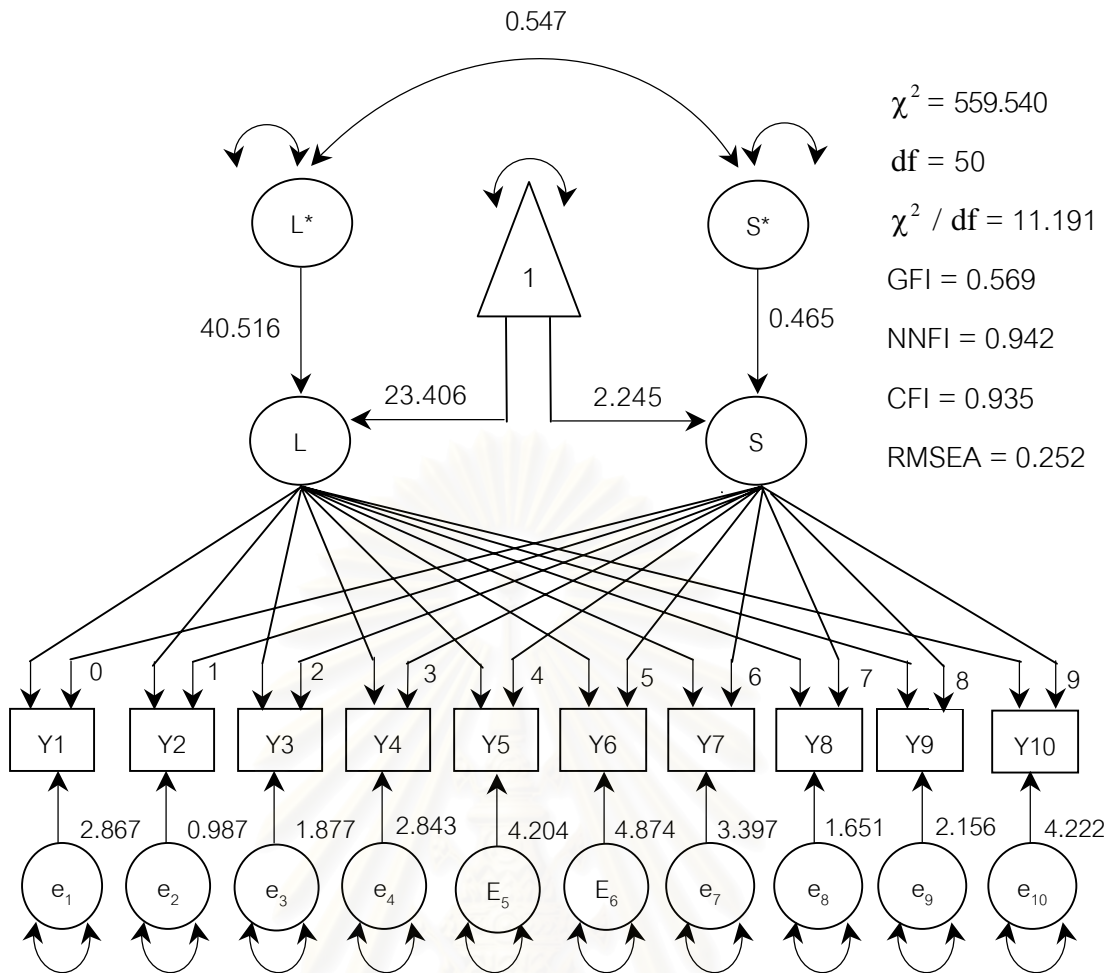 0.547
χ² = 559.540
df = 50
χ² / df = 11.191
GFI = 0.569
NNFI = 0.942
CFI = 0.935
RMSEA = 0.252
L*
S*
1
40.516
0.465
23.406
2.245
L
S
0 1 2 3 4 5 6 7 8 9
Y1 Y2 Y3 Y4 Y5 Y6 Y7 Y8 Y9 Y10
2.867 0.987 1.877 2.843 4.204 4.874 3.397 1.651 2.156 4.222
e₁ e₂ e₃ e₄ E₅ E₆ e₇ e₈ e₉ e₁₀